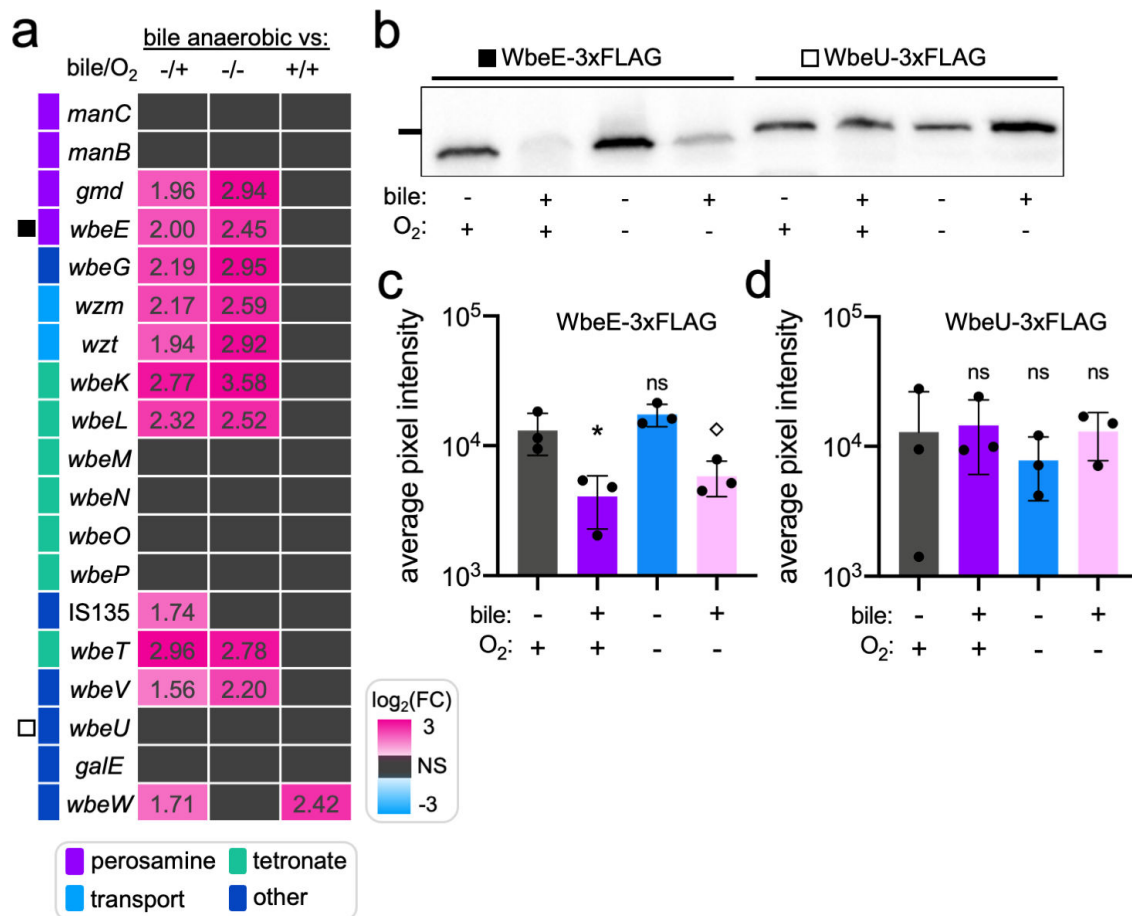 a
bile anaerobic vs:
bile/O2 -/+ -/- +/+
manC
manB
gmd 1.96 2.94
wbeE 2.00 2.45
wbeG 2.19 2.95
wzm 2.17 2.59
wzt 1.94 2.92
wbeK 2.77 3.58
wbeL 2.32 2.52
wbeM
wbeN
wbeO
wbeP
IS135 1.74
wbeT 2.96 2.78
wbeV 1.56 2.20
wbeU
galE
wbeW 1.71 2.42
log2(FC)
3
NS
-3
perosamine tetronate
transport other
b
WbeE-3xFLAG WbeU-3xFLAG
bile: - + - + - + - +
O2: + + - - + + - -
c
WbeE-3xFLAG
average pixel intensity
10^5
10^4
10^3
* ns ◇
bile: - + - +
O2: + + - -
d
WbeU-3xFLAG
average pixel intensity
10^5
10^4
10^3
ns ns ns
bile: - + - +
O2: + + - -